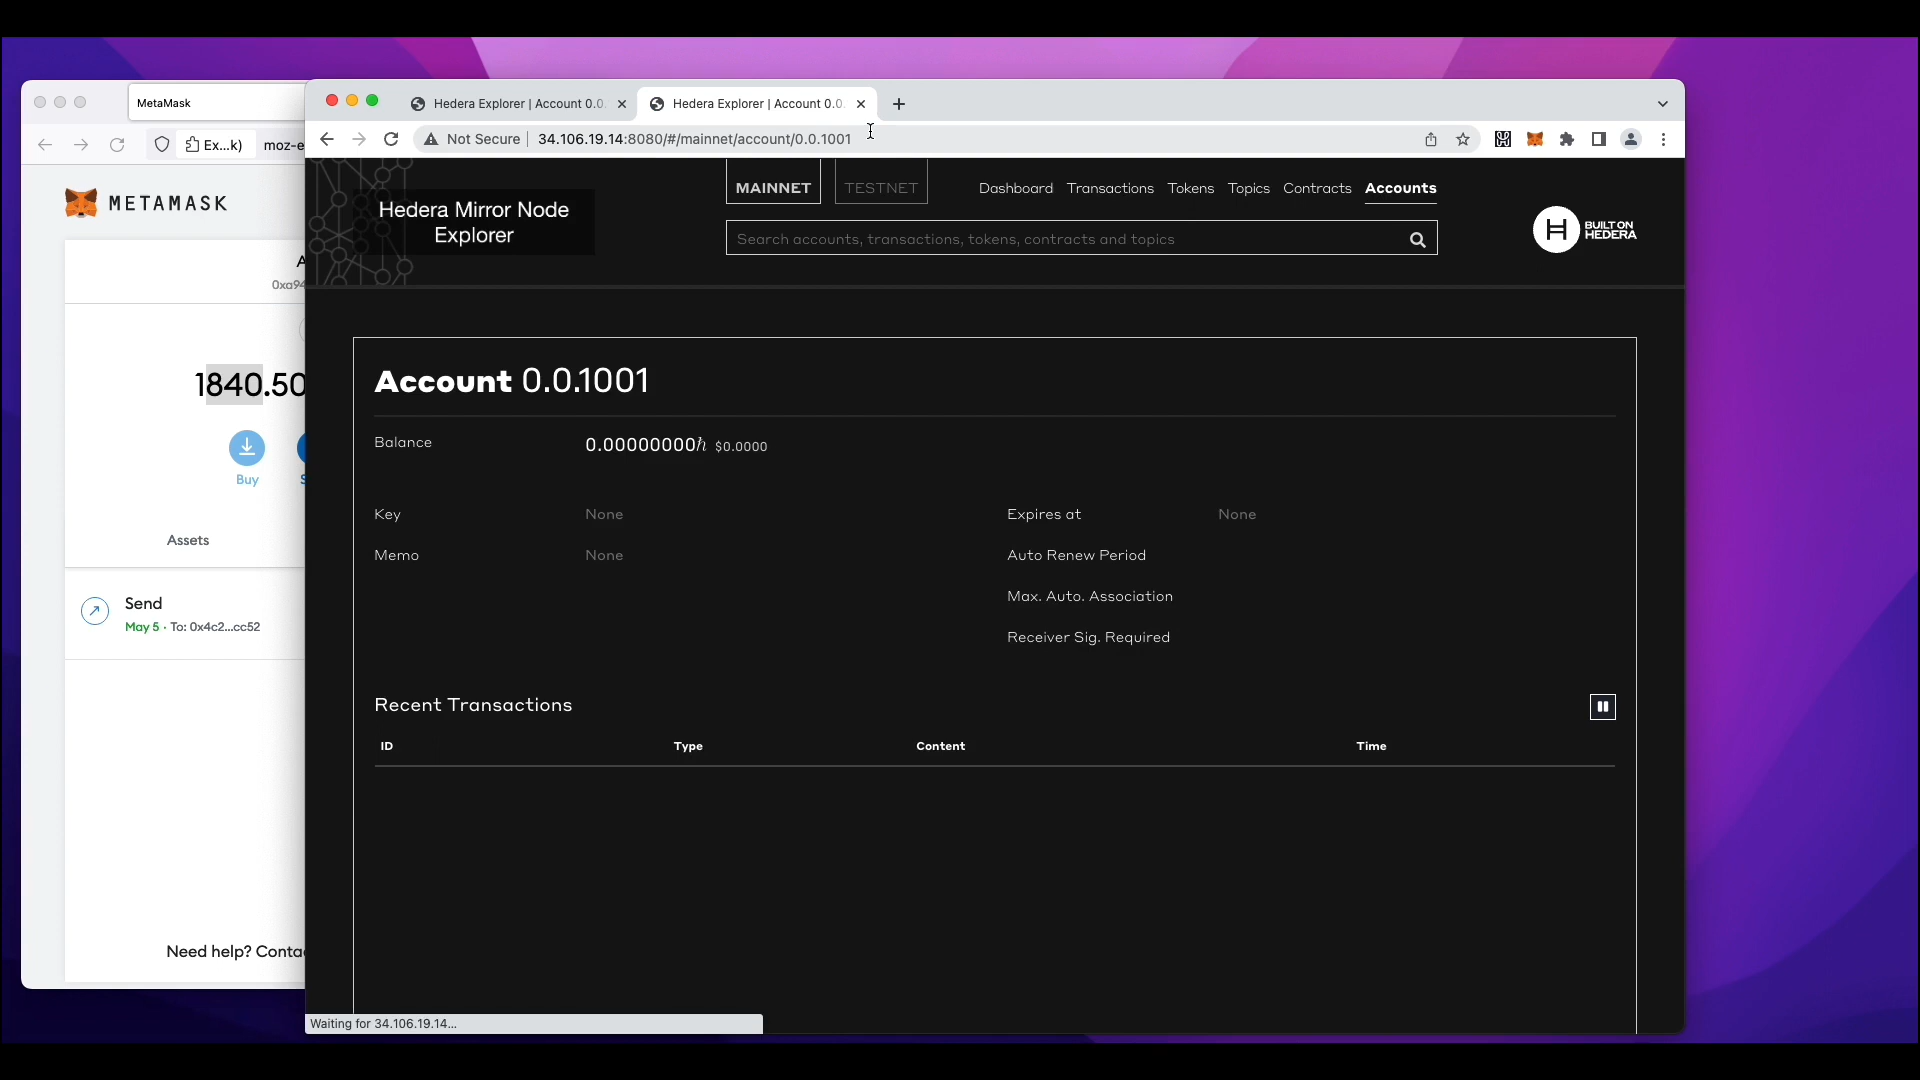 MetaMask
Ex...k)
moz-e
METAMASK
0xa94
1840.50
Buy
Assets
Send
May 5 · To: 0x4c2...cc52
Need help? Conta
Hedera Explorer | Account 0.0.
Hedera Explorer | Account 0.0.
Not Secure
34.106.19.14:8080/#/mainnet/account/0.0.1001
Hedera Mirror Node
Explorer
MAINNET
TESTNET
Dashboard
Transactions
Tokens
Topics
Contracts
Accounts
Search accounts, transactions, tokens, contracts and topics
H
BUILT ON
HEDERA
Account 0.0.1001
Balance
0.00000000ℏ $0.0000
Key
None
Expires at
None
Memo
None
Auto Renew Period
Max. Auto. Association
Receiver Sig. Required
Recent Transactions
ID
Type
Content
Time
Waiting for 34.106.19.14...